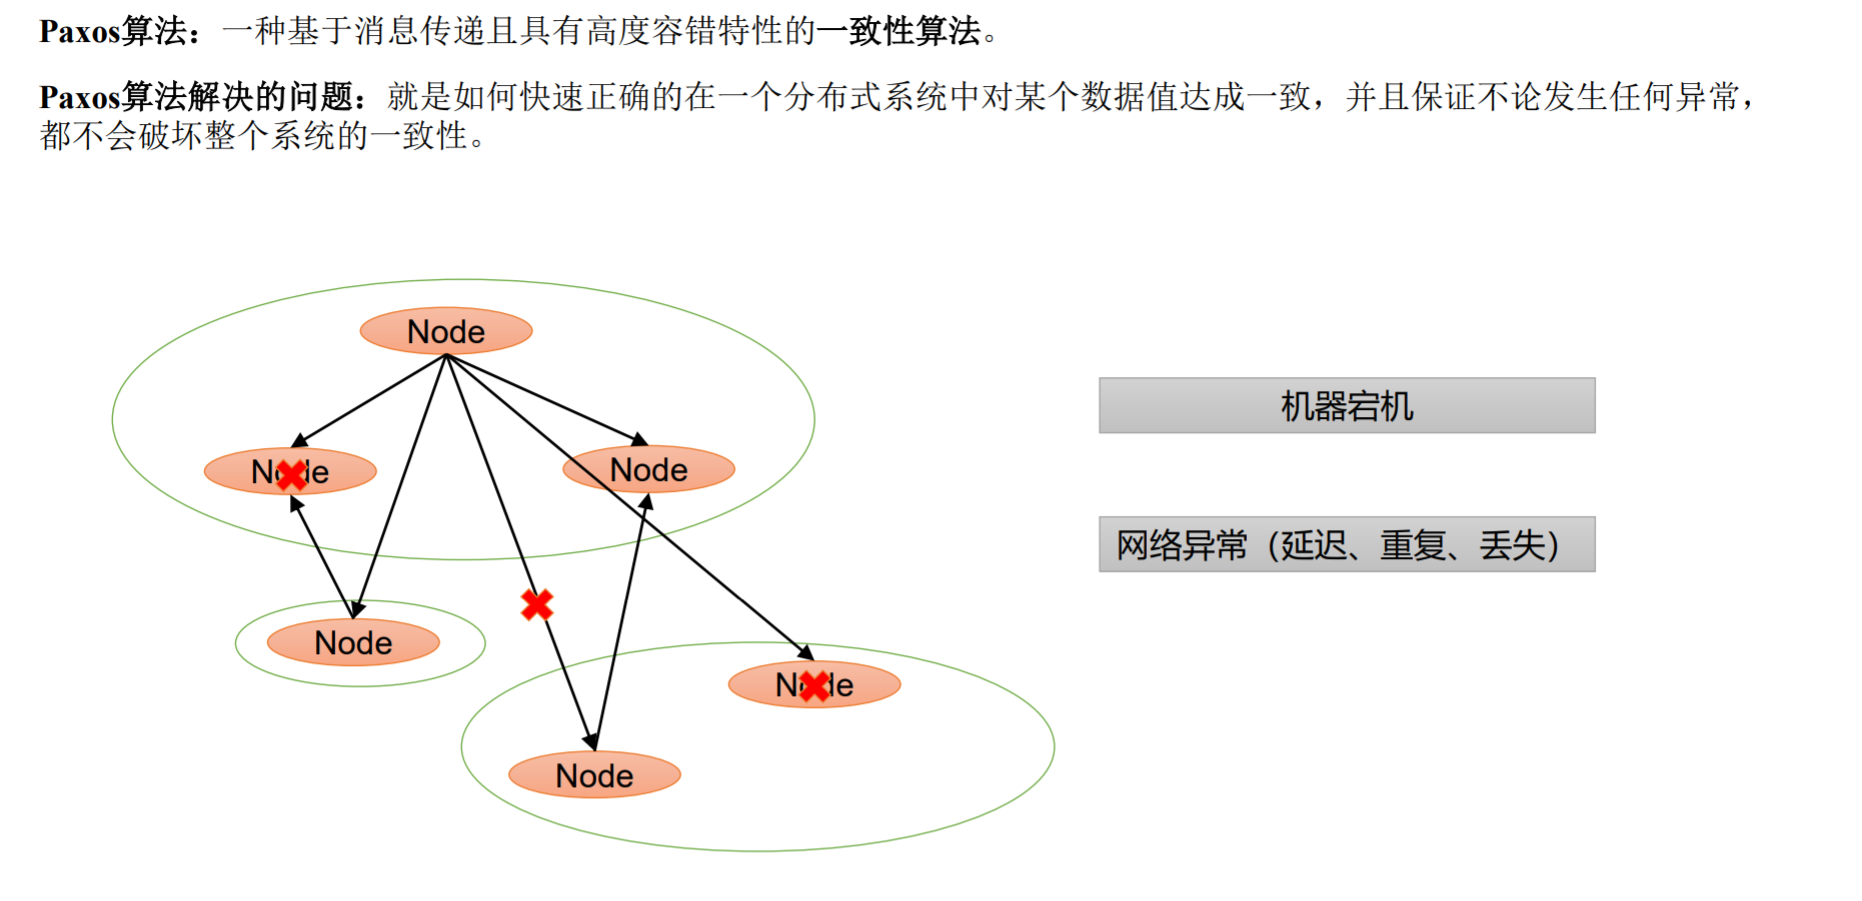 Paxos算法：一种基于消息传递且具有高度容错特性的一致性算法。
Paxos算法解决的问题：就是如何快速正确的在一个分布式系统中对某个数据值达成一致，并且保证不论发生任何异常，
都不会破坏整个系统的一致性。
Node
机器宕机
Node
Node
网络异常（延迟、重复、丢失）
Node
Node
Node